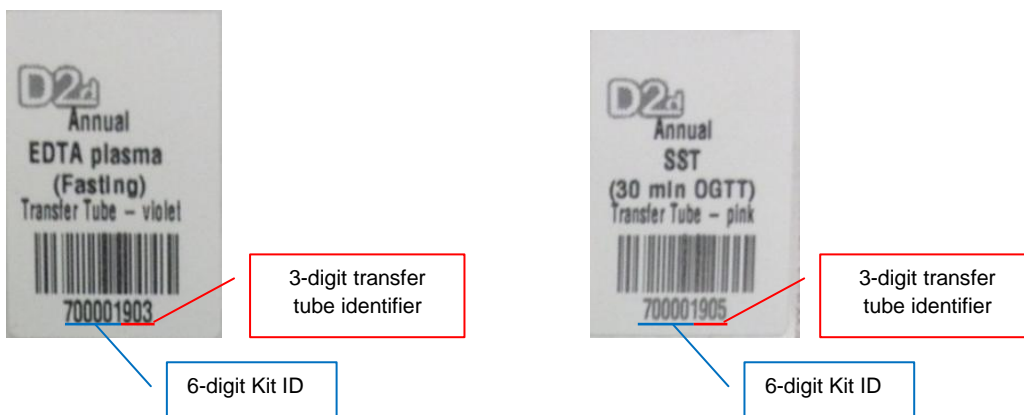 D2d
Annual
EDTA plasma
(Fasting)
Transfer Tube – violet
700001903
3-digit transfer
tube identifier
6-digit Kit ID
D2d
Annual
SST
(30 min OGTT)
Transfer Tube – pink
700001905
3-digit transfer
tube identifier
6-digit Kit ID